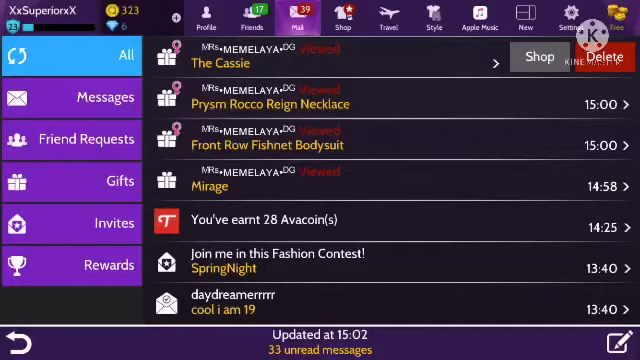 XxSuperiorxX
73
323
6
Profile
17
Friends
39
Mail
Shop
Travel
Style
Apple Music
New
Settings
Free
K
KINEMASTER
All
Messages
Friend Requests
Gifts
Invites
Rewards
MRs•MEMELAYA•DG Viewed
The Cassie
Shop
Delete
MRs•MEMELAYA•DG Viewed
Prysm Rocco Reign Necklace
15:00
MRs•MEMELAYA•DG Viewed
Front Row Fishnet Bodysuit
15:00
MRs•MEMELAYA•DG Viewed
Mirage
14:58
T
You've earnt 28 Avacoin(s)
14:25
Join me in this Fashion Contest!
SpringNight
13:40
daydreamerrrrr
cool i am 19
13:40
Updated at 15:02
33 unread messages